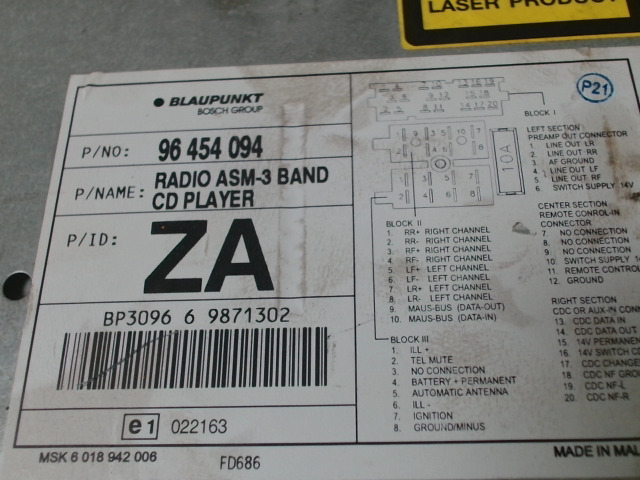 LASER PRODUCT
BLAUPUNKT
BOSCH GROUP
P/NO: 96 454 094
P/NAME: RADIO ASM-3 BAND
CD PLAYER
P/ID: ZA
BP3096 6 9871302
e1 022163
MSK 6 018 942 006
FD686
P21
BLOCK I
10A
LEFT SECTION
PREAMP OUT CONNECTOR
1. LINE OUT LR
2. LINE OUT RR
3. AF GROUND
4. LINE OUT LF
5. LINE OUT RF
6. SWITCH SUPPLY 14V
CENTER SECTION
REMOTE CONROL-IN
CONNECTOR
7. NO CONNECTION
8. NO CONNECTION
9. NO CONNECTION
10. SWITCH SUPPLY
11. REMOTE
12. GROUND
RIGHT SECTION
CDC OR AUX-IN
13. CDC DATA IN
14. CDC DATA OUT
15. 14V
16. 14V SWITCH
17. CDC
18. CDC NF
19. CDC NF-L
20. CDC NF-R
BLOCK II
1. RR+ RIGHT CHANNEL
2. RR- RIGHT CHANNEL
3. RF+ RIGHT CHANNEL
4. RF- RIGHT CHANNEL
5. LF+ LEFT CHANNEL
6. LF- LEFT CHANNEL
7. LR+ LEFT CHANNEL
8. LR- LEFT CHANNEL
9. MAUS-BUS (DATA-OUT)
10. MAUS-BUS (DATA-IN)
BLOCK III
1. ILL +
2. TEL MUTE
3. NO CONNECTION
4. BATTERY + PERMANENT
5. AUTOMATIC ANTENNA
6. ILL -
7. IGNITION
8. GROUND/MINUS
MADE IN